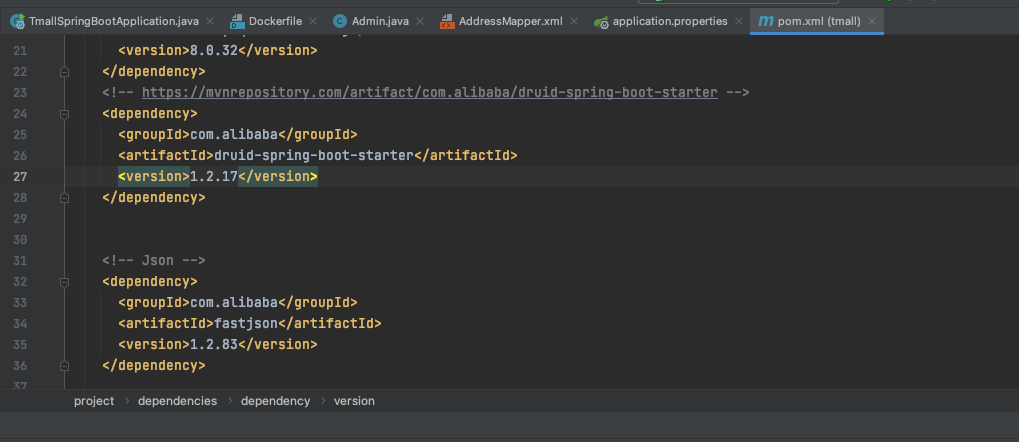 TmallSpringBootApplication.java Dockerfile Admin.java AddressMapper.xml application.properties pom.xml (tmall)
21 <version>8.0.32</version>
22 </dependency>
23 <!-- https://mvnrepository.com/artifact/com.alibaba/druid-spring-boot-starter -->
24 <dependency>
25 <groupId>com.alibaba</groupId>
26 <artifactId>druid-spring-boot-starter</artifactId>
27 <version>1.2.17</version>
28 </dependency>
29
30
31 <!-- Json -->
32 <dependency>
33 <groupId>com.alibaba</groupId>
34 <artifactId>fastjson</artifactId>
35 <version>1.2.83</version>
36 </dependency>
37
project › dependencies › dependency › version